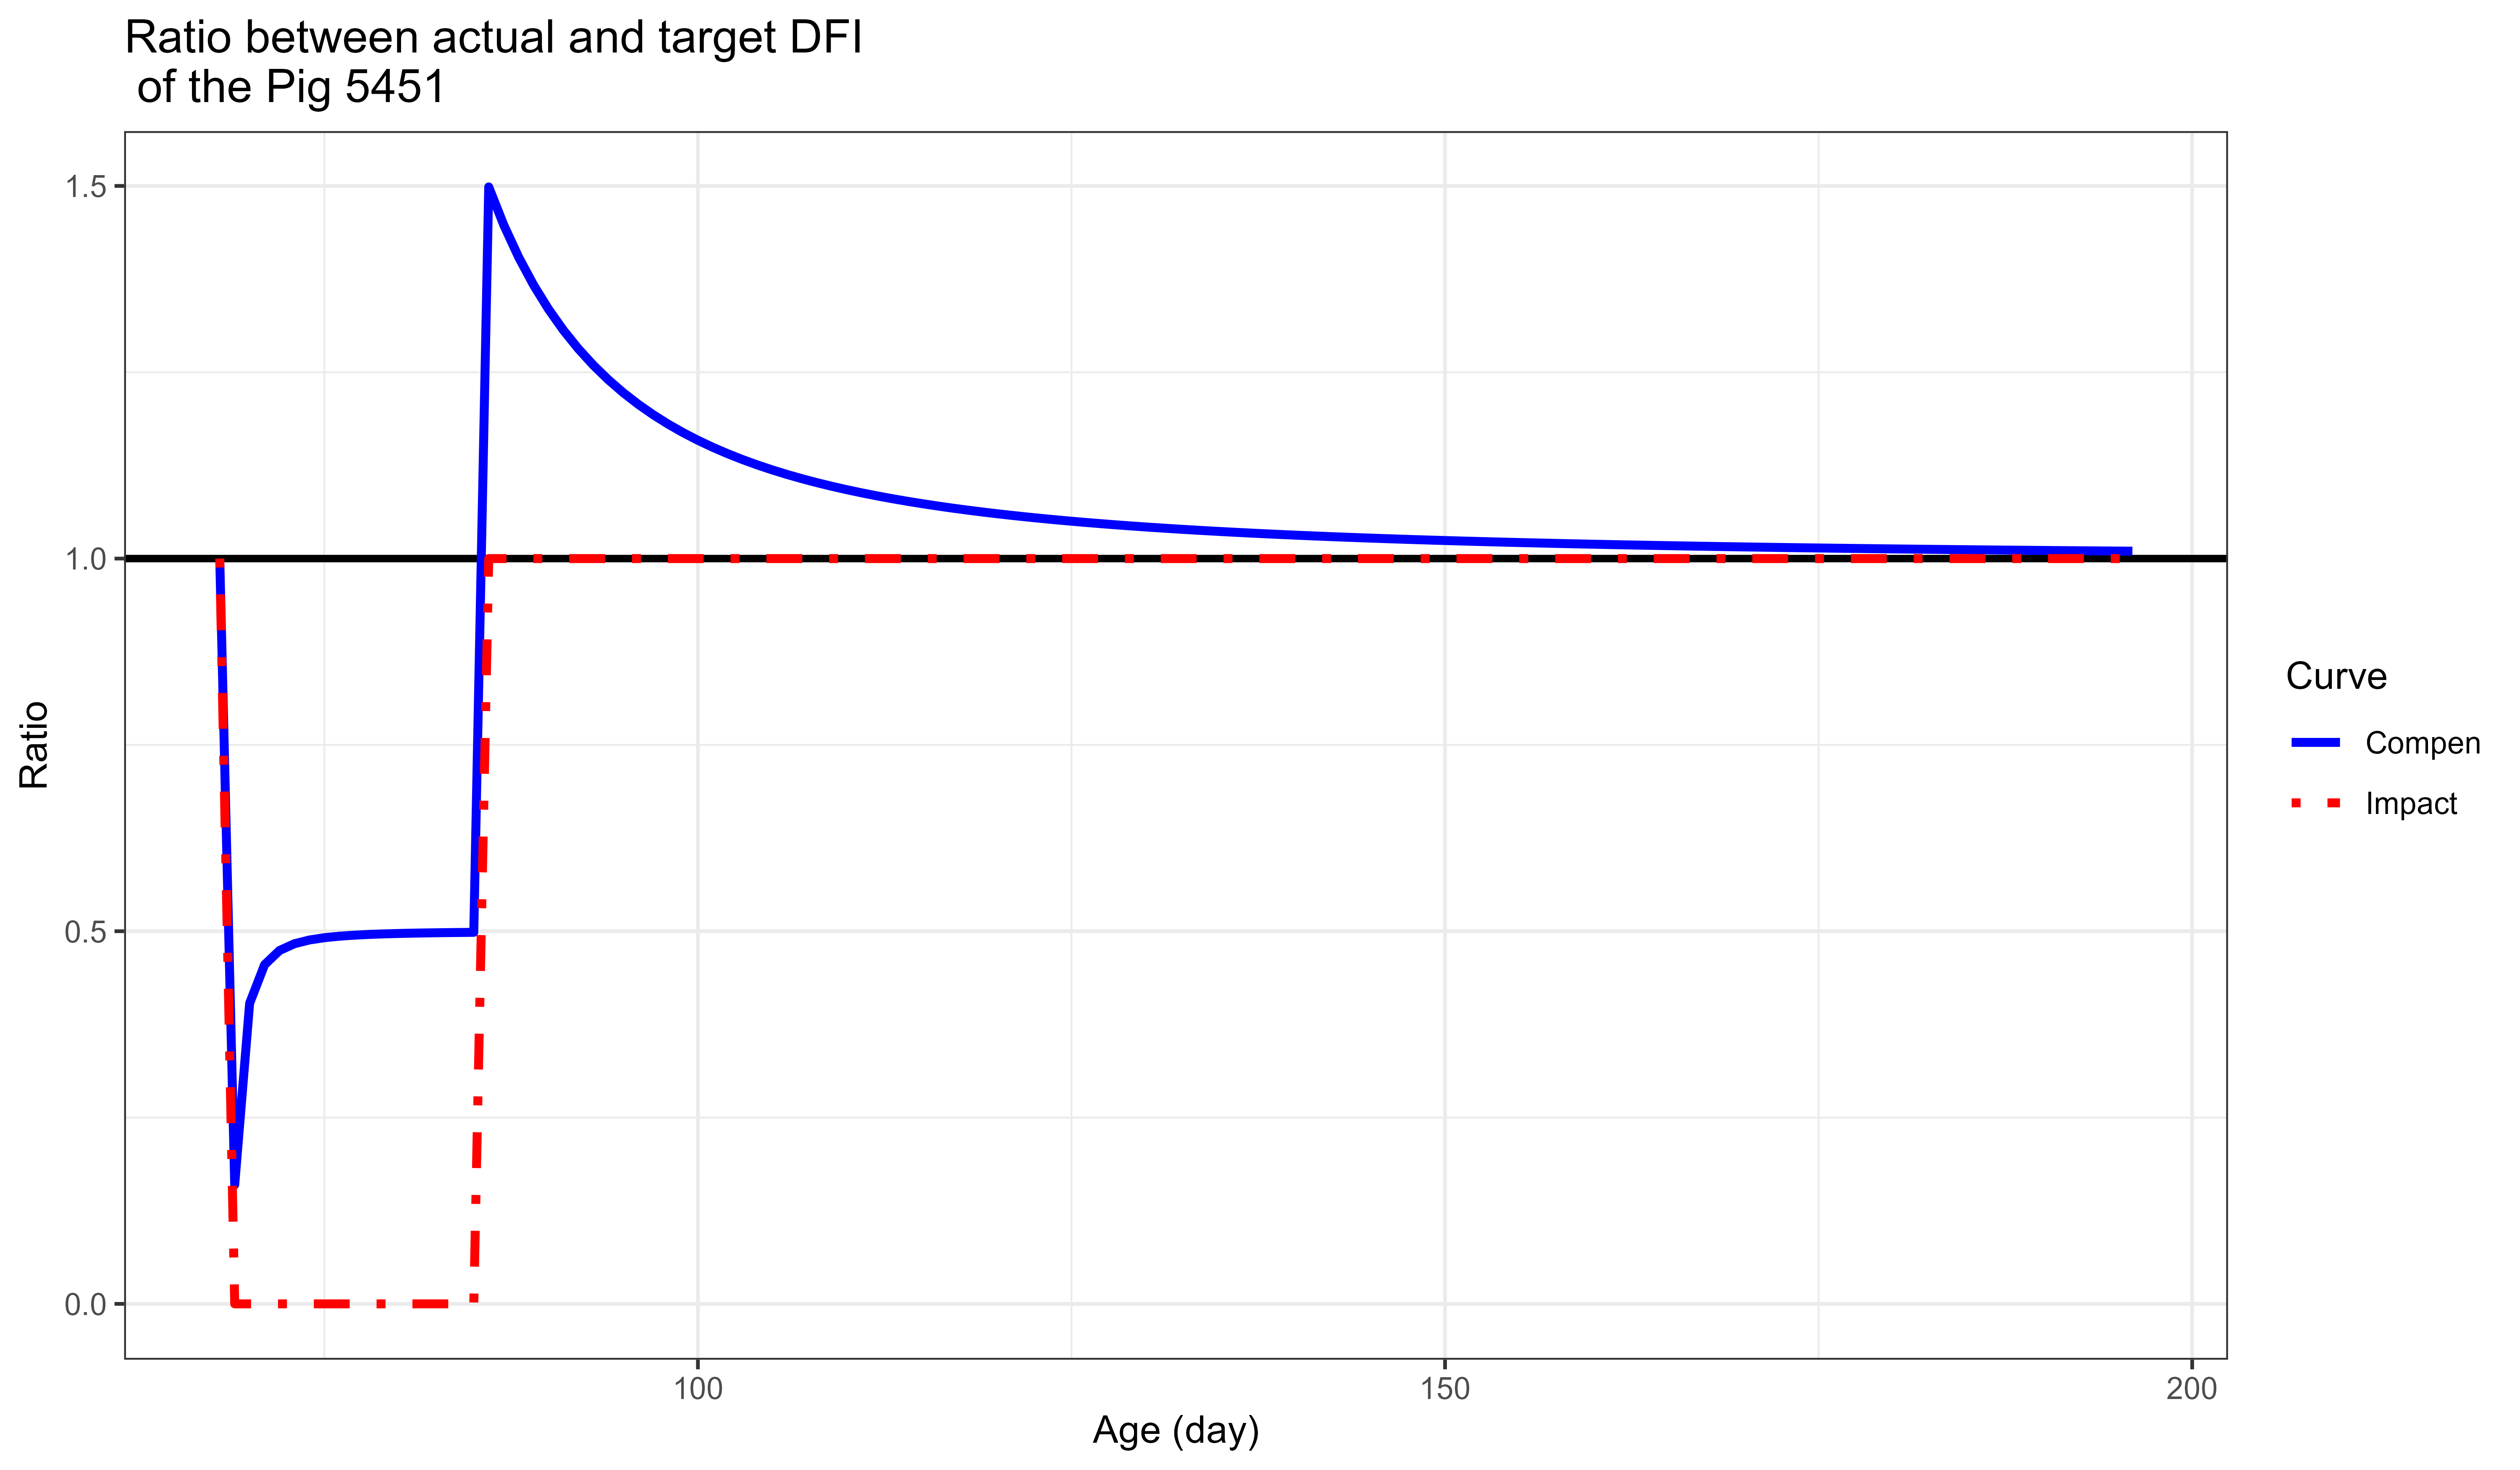 Ratio between actual and target DFI
of the Pig 5451
1.5
1.0
0.5
0.0
Ratio
100
150
200
Age (day)
Curve
Compen
Impact